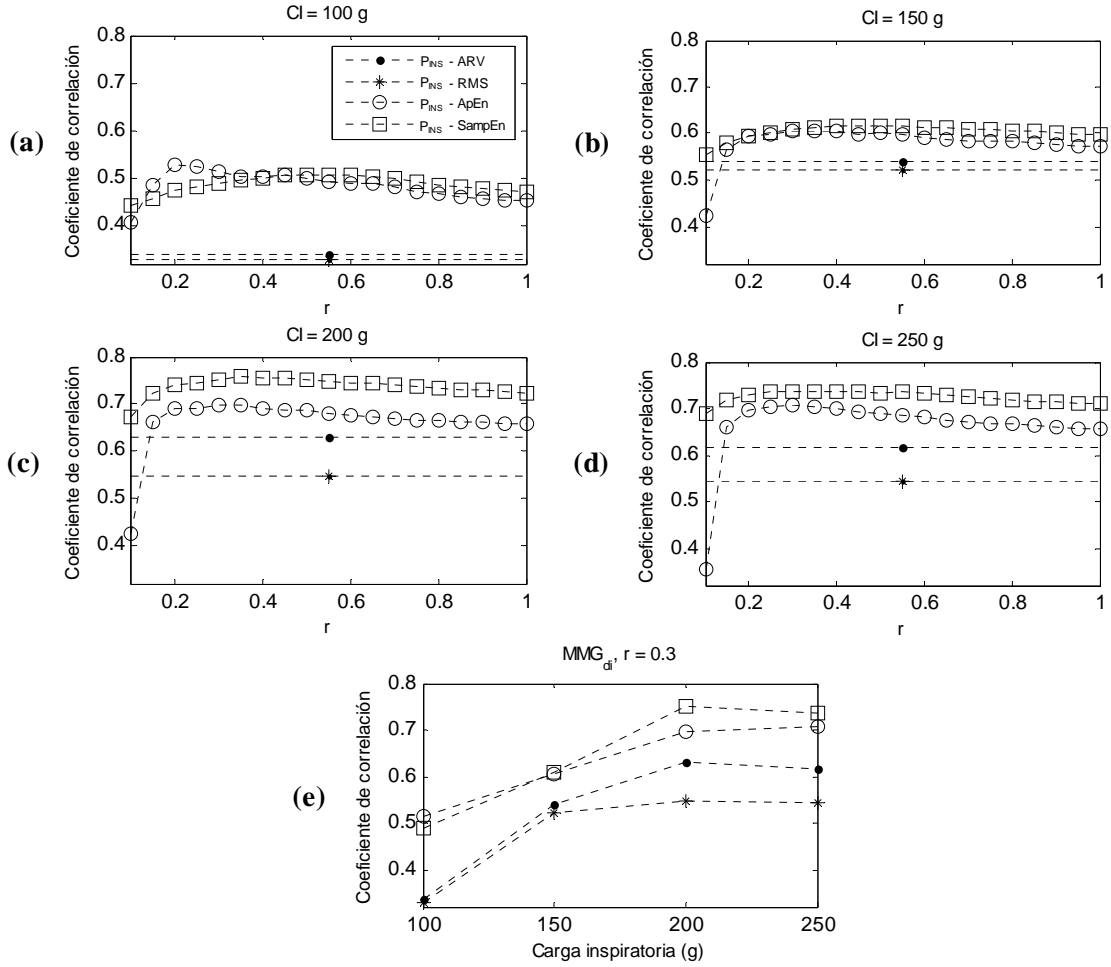 CI = 100 g
(a)
Coeficiente de correlación
0.8
0.7
0.6
0.5
0.4
0.2 0.4 0.6 0.8 1
r
P_INS - ARV
P_INS - RMS
P_INS - ApEn
P_INS - SampEn
CI = 150 g
(b)
Coeficiente de correlación
0.8
0.7
0.6
0.5
0.4
0.2 0.4 0.6 0.8 1
r
CI = 200 g
(c)
Coeficiente de correlación
0.8
0.7
0.6
0.5
0.4
0.2 0.4 0.6 0.8 1
r
CI = 250 g
(d)
Coeficiente de correlación
0.8
0.7
0.6
0.5
0.4
0.2 0.4 0.6 0.8 1
r
MMG_di, r = 0.3
(e)
Coeficiente de correlación
0.8
0.7
0.6
0.5
0.4
100 150 200 250
Carga inspiratoria (g)